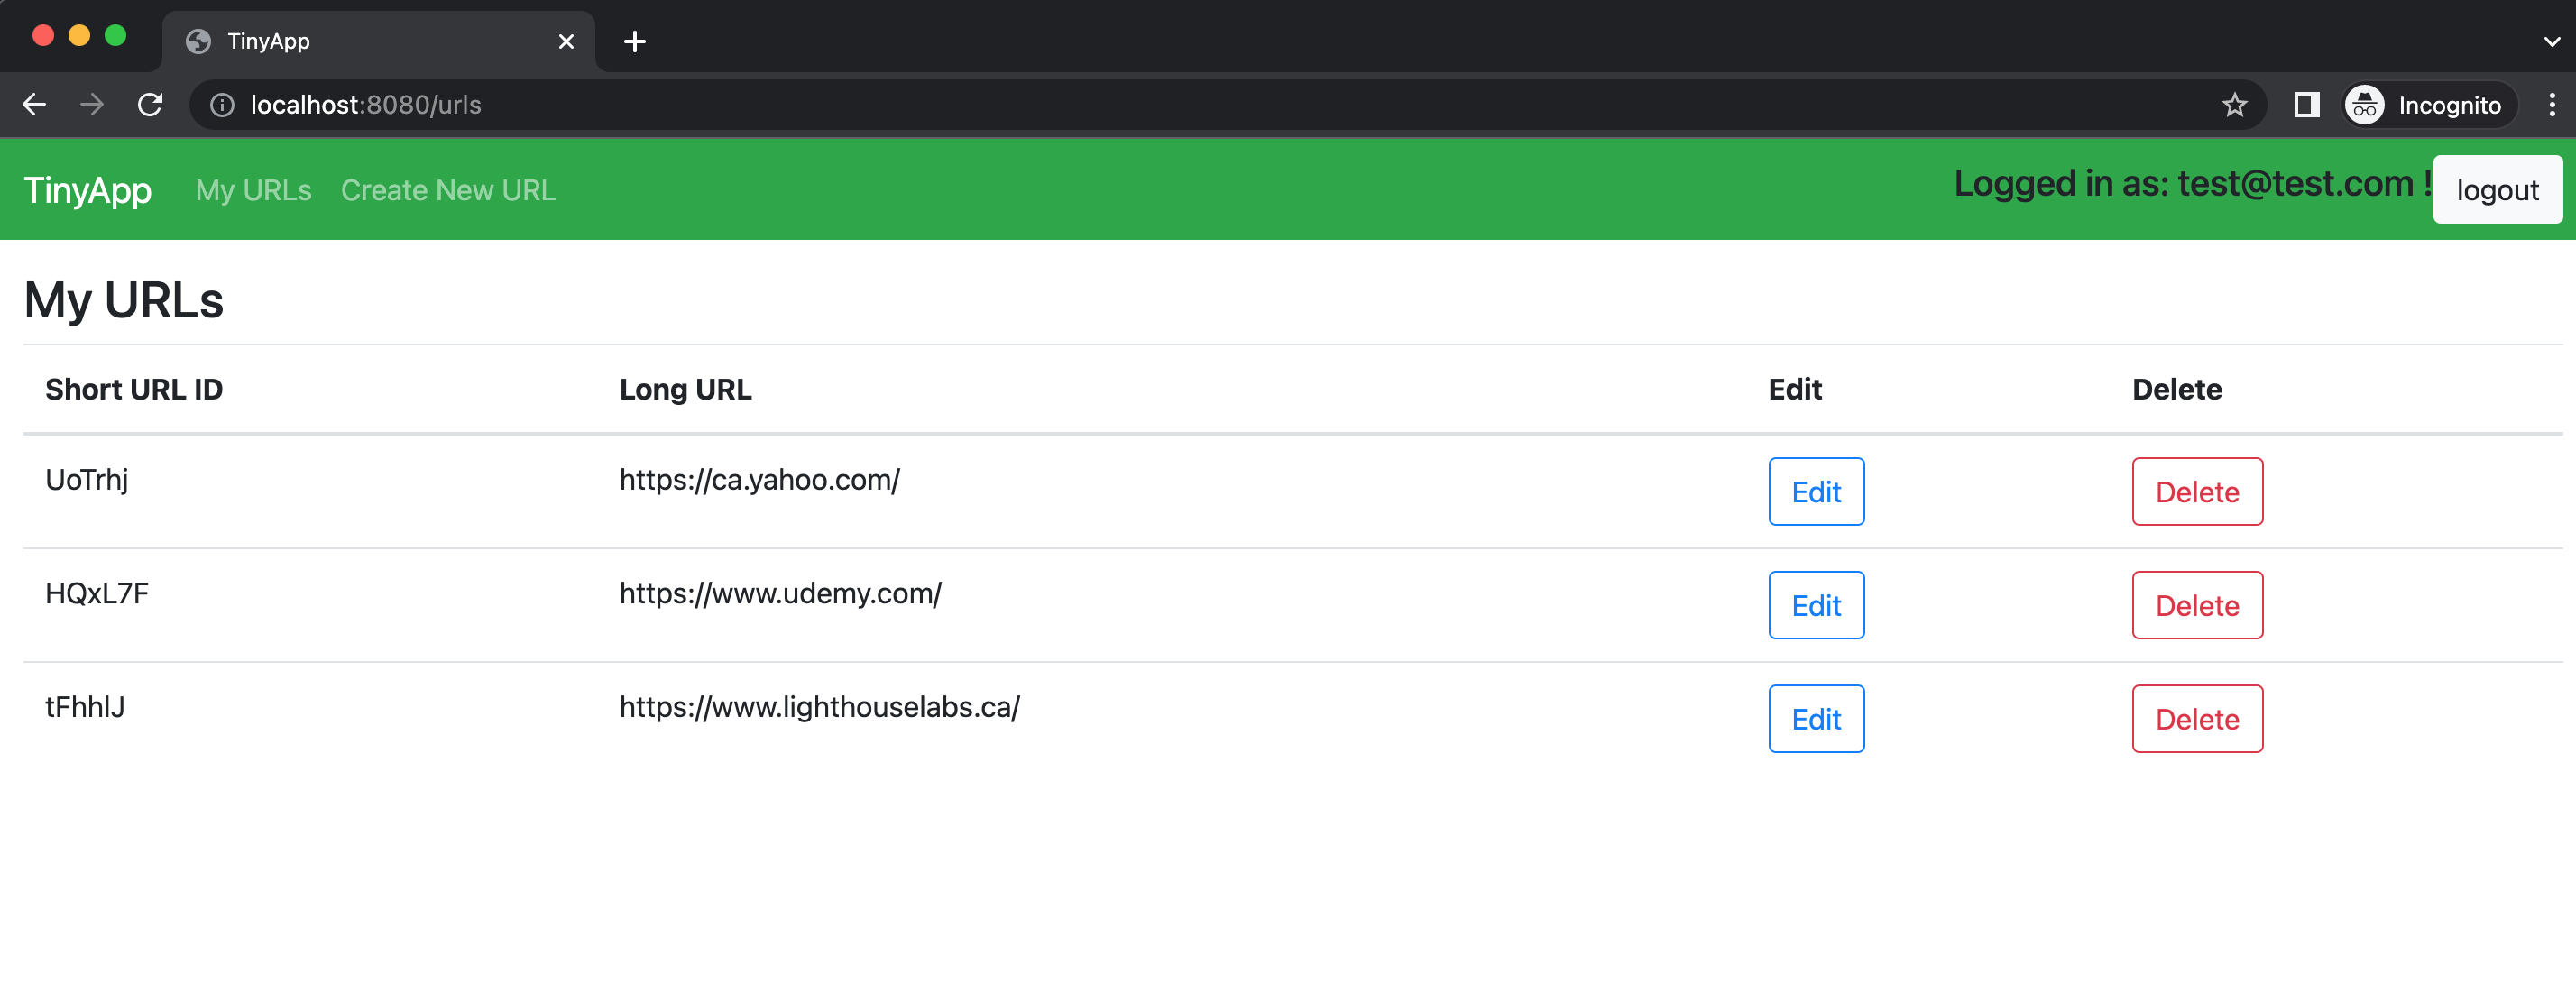 TinyApp
localhost:8080/urls
Incognito
TinyApp My URLs Create New URL Logged in as: test@test.com ! logout
My URLs
Short URL ID Long URL Edit Delete
UoTrhj https://ca.yahoo.com/ Edit Delete
HQxL7F https://www.udemy.com/ Edit Delete
tFhhlJ https://www.lighthouselabs.ca/ Edit Delete